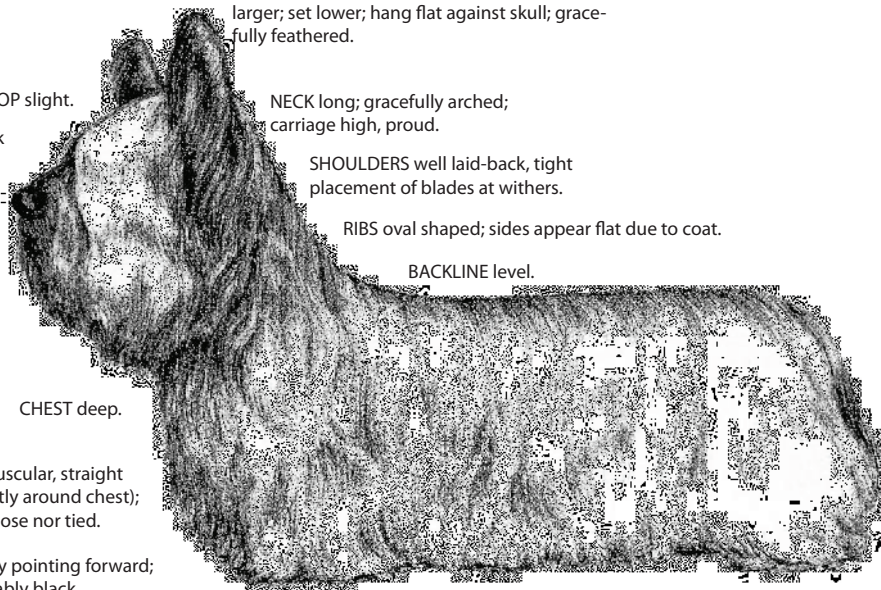 larger; set lower; hang flat against skull; grace-
fully feathered.
OP slight.
NECK long; gracefully arched;
carriage high, proud.
k
SHOULDERS well laid-back, tight
placement of blades at withers.
-
RIBS oval shaped; sides appear flat due to coat.
BACKLINE level.
CHEST deep.
uscular, straight
tly around chest);
ose nor tied.
y pointing forward;
ably black.